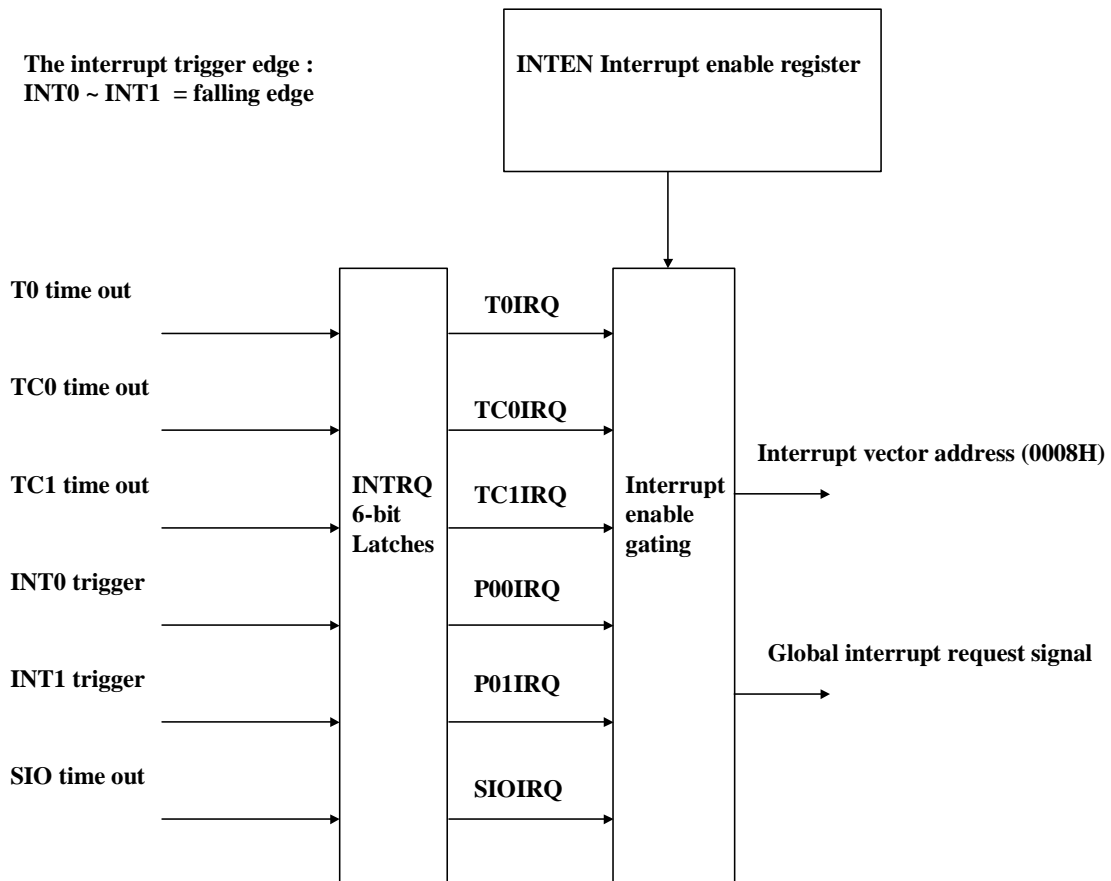 The interrupt trigger edge :
INT0 ~ INT1 = falling edge
INTEN Interrupt enable register
T0 time out
T0IRQ
TC0 time out
TC0IRQ
Interrupt vector address (0008H)
TC1 time out
INTRQ
6-bit
Latches
TC1IRQ
Interrupt
enable
gating
INT0 trigger
P00IRQ
Global interrupt request signal
INT1 trigger
P01IRQ
SIO time out
SIOIRQ